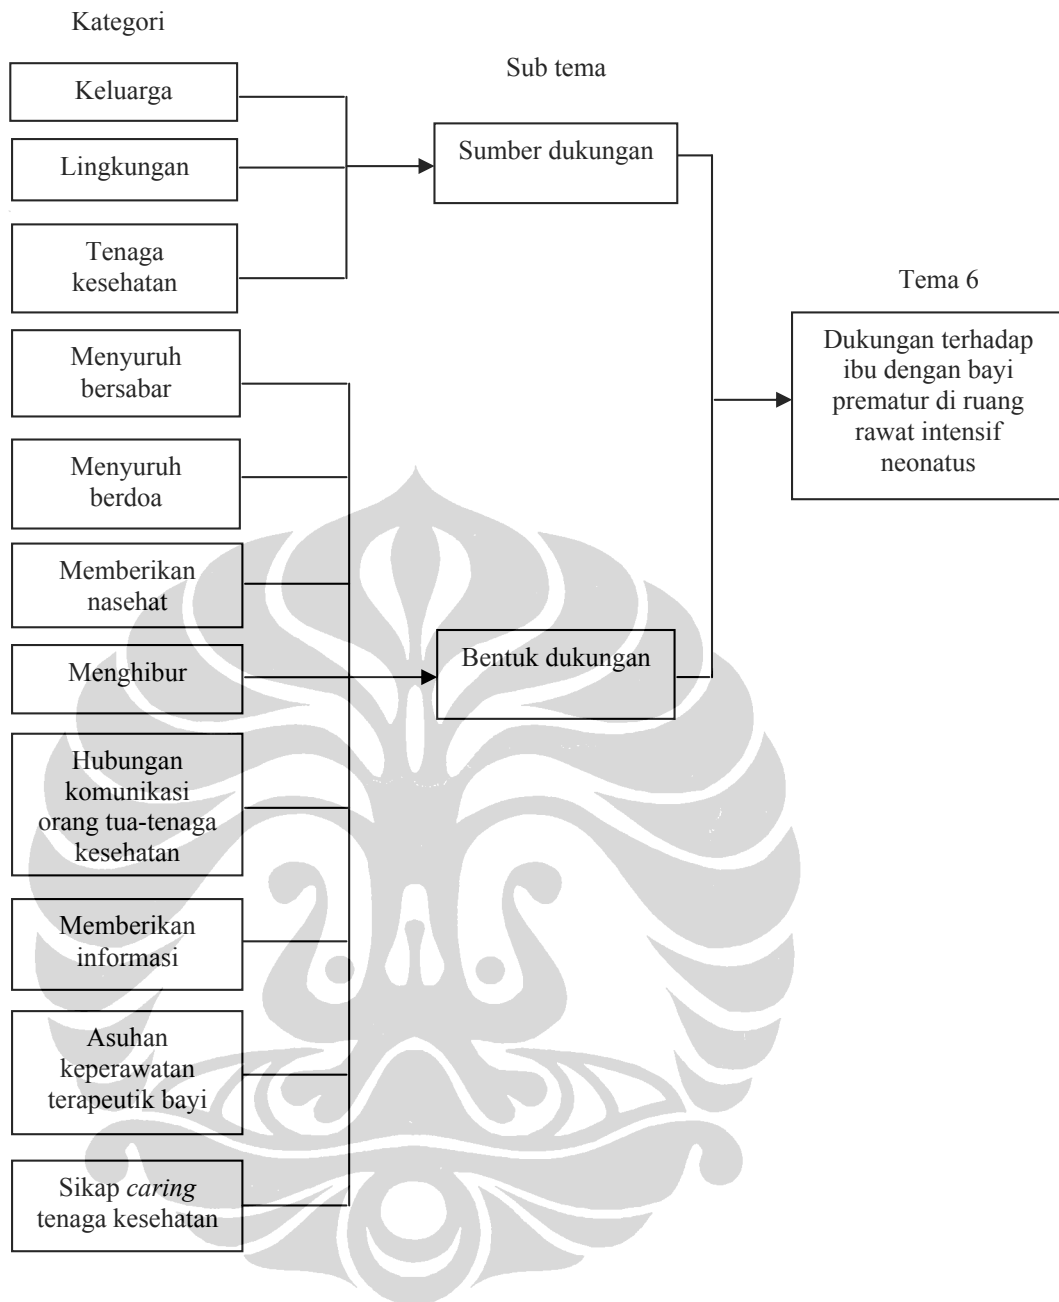 Kategori
Keluarga
Lingkungan
Tenaga
kesehatan
Menyuruh
bersabar
Menyuruh
berdoa
Memberikan
nasehat
Menghibur
Hubungan
komunikasi
orang tua-tenaga
kesehatan
Memberikan
informasi
Asuhan
keperawatan
terapeutik bayi
Sikap caring
tenaga kesehatan
Sub tema
Sumber dukungan
Bentuk dukungan
Tema 6
Dukungan terhadap
ibu dengan bayi
prematur di ruang
rawat intensif
neonatus